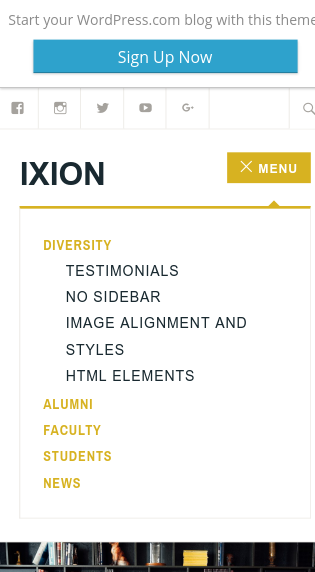 Start your WordPress.com blog with this theme
Sign Up Now
IXION
MENU
DIVERSITY
TESTIMONIALS
NO SIDEBAR
IMAGE ALIGNMENT AND
STYLES
HTML ELEMENTS
ALUMNI
FACULTY
STUDENTS
NEWS